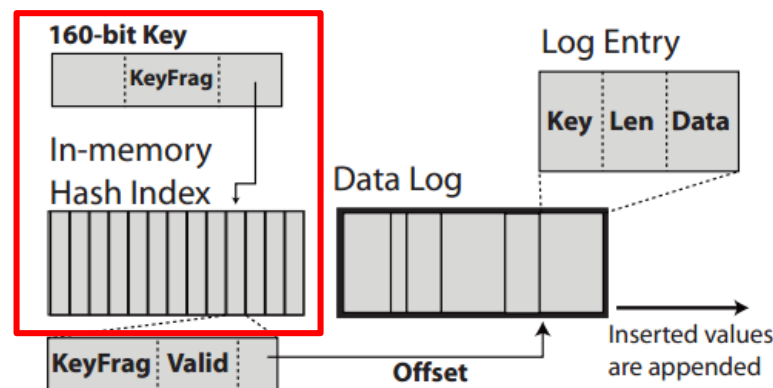 160-bit Key
KeyFrag
In-memory
Hash Index
Data Log
Log Entry
Key Len Data
KeyFrag Valid
Offset
Inserted values
are appended